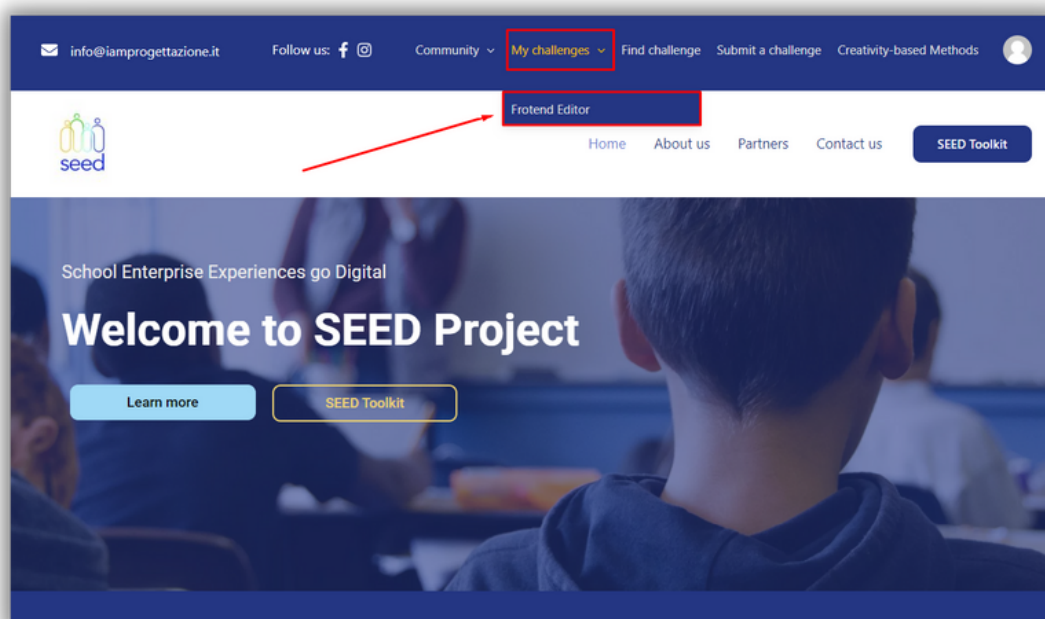 info@iamprogettazione.it Follow us: Community My challenges Find challenge Submit a challenge Creativity-based Methods
Frotend Editor
seed
Home About us Partners Contact us SEED Toolkit
School Enterprise Experiences go Digital
Welcome to SEED Project
Learn more SEED Toolkit